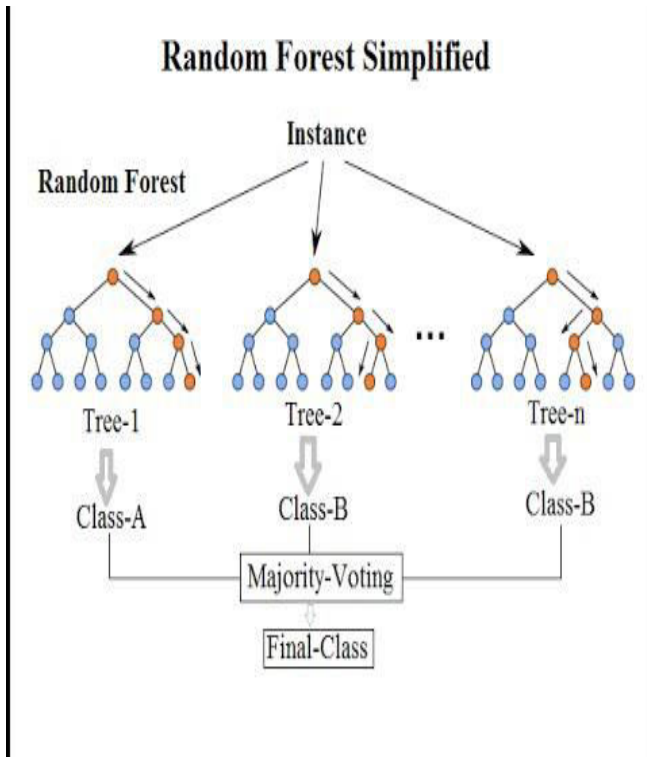 Random Forest Simplified
Instance
Random Forest
...
Tree-1
Tree-2
Tree-n
Class-A
Class-B
Class-B
Majority-Voting
Final-Class